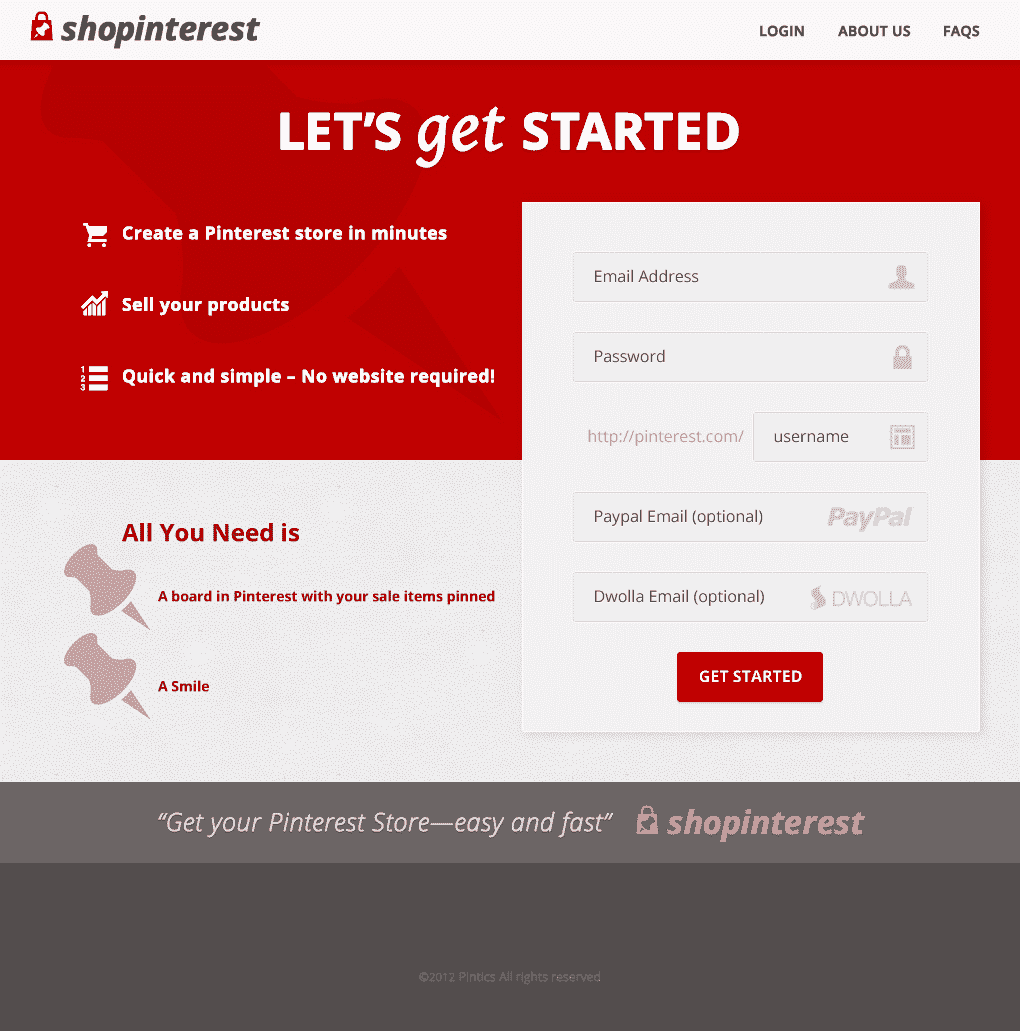 shopinterest
LOGIN
ABOUT US
FAQS
LET'S get STARTED
Create a Pinterest store in minutes
Sell your products
1
2
3
Quick and simple – No website required!
Email Address
Password
http://pinterest.com/
username
Paypal Email (optional)
PayPal
Dwolla Email (optional)
DWOLLA
GET STARTED
All You Need is
A board in Pinterest with your sale items pinned
A Smile
“Get your Pinterest Store—easy and fast”
shopinterest
©2012 Pintics All rights reserved